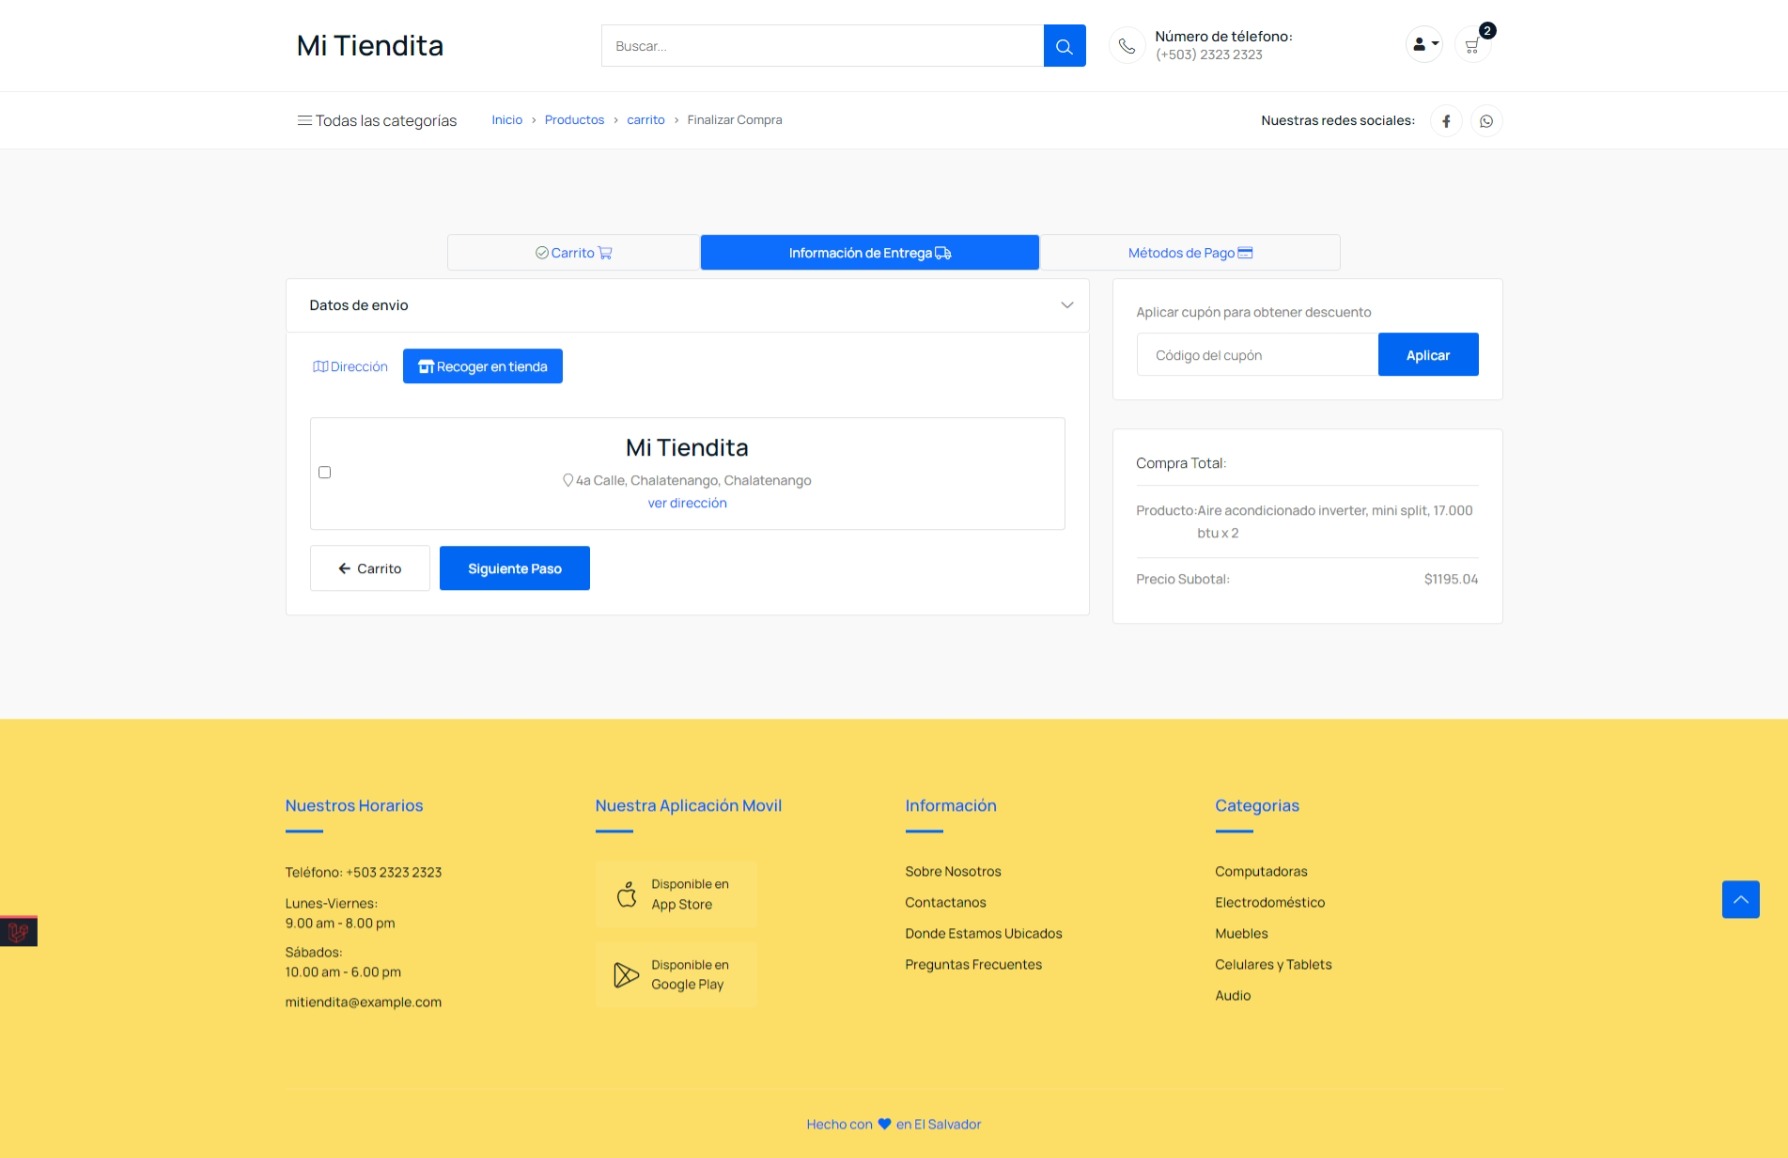 Mi Tiendita
Buscar...
Número de télefono:
(+503) 2323 2323
2
Todas las categorías
Inicio > Productos > carrito > Finalizar Compra
Nuestras redes sociales:
Carrito
Información de Entrega
Métodos de Pago
Datos de envio
Dirección
Recoger en tienda
Mi Tiendita
4a Calle, Chalatenango, Chalatenango
ver dirección
Carrito
Siguiente Paso
Aplicar cupón para obtener descuento
Código del cupón
Aplicar
Compra Total:
Producto:Aire acondicionado inverter, mini split, 17.000
btu x 2
Precio Subotal:
$1195.04
Nuestros Horarios
Teléfono: +503 2323 2323
Lunes-Viernes:
9.00 am - 8.00 pm
Sábados:
10.00 am - 6.00 pm
mitiendita@example.com
Nuestra Aplicación Movil
Disponible en
App Store
Disponible en
Google Play
Información
Sobre Nosotros
Contactanos
Donde Estamos Ubicados
Preguntas Frecuentes
Categorias
Computadoras
Electrodoméstico
Muebles
Celulares y Tablets
Audio
Hecho con en El Salvador